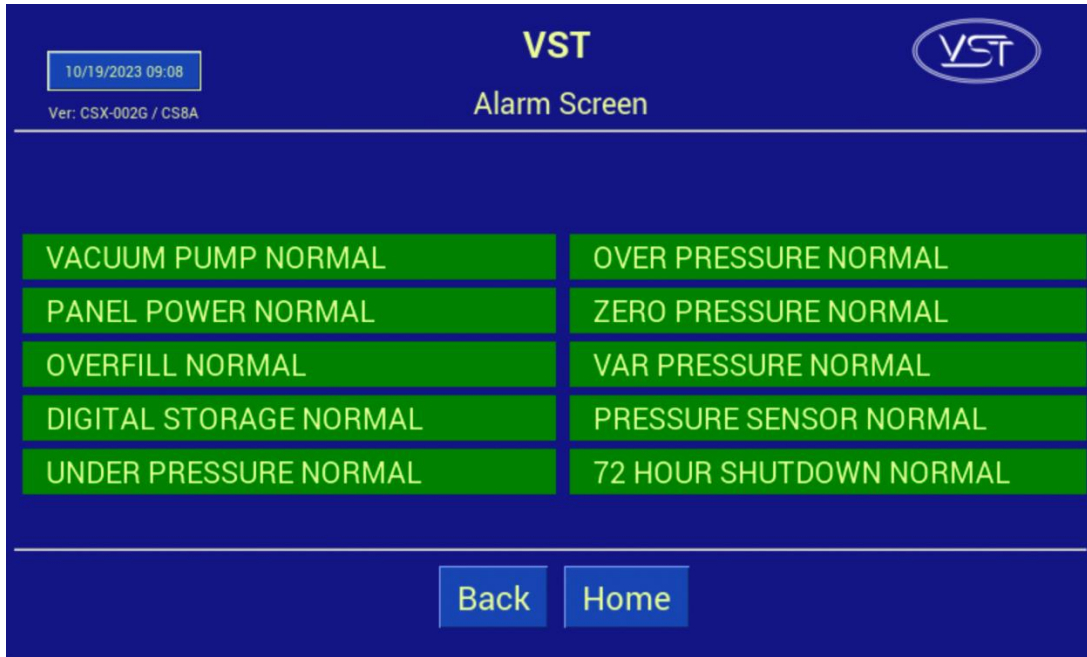 VST
VST
10/19/2023 09:08
Ver: CSX-002G / CS8A
Alarm Screen
VACUUM PUMP NORMAL
OVER PRESSURE NORMAL
PANEL POWER NORMAL
ZERO PRESSURE NORMAL
OVERFILL NORMAL
VAR PRESSURE NORMAL
DIGITAL STORAGE NORMAL
PRESSURE SENSOR NORMAL
UNDER PRESSURE NORMAL
72 HOUR SHUTDOWN NORMAL
Back
Home